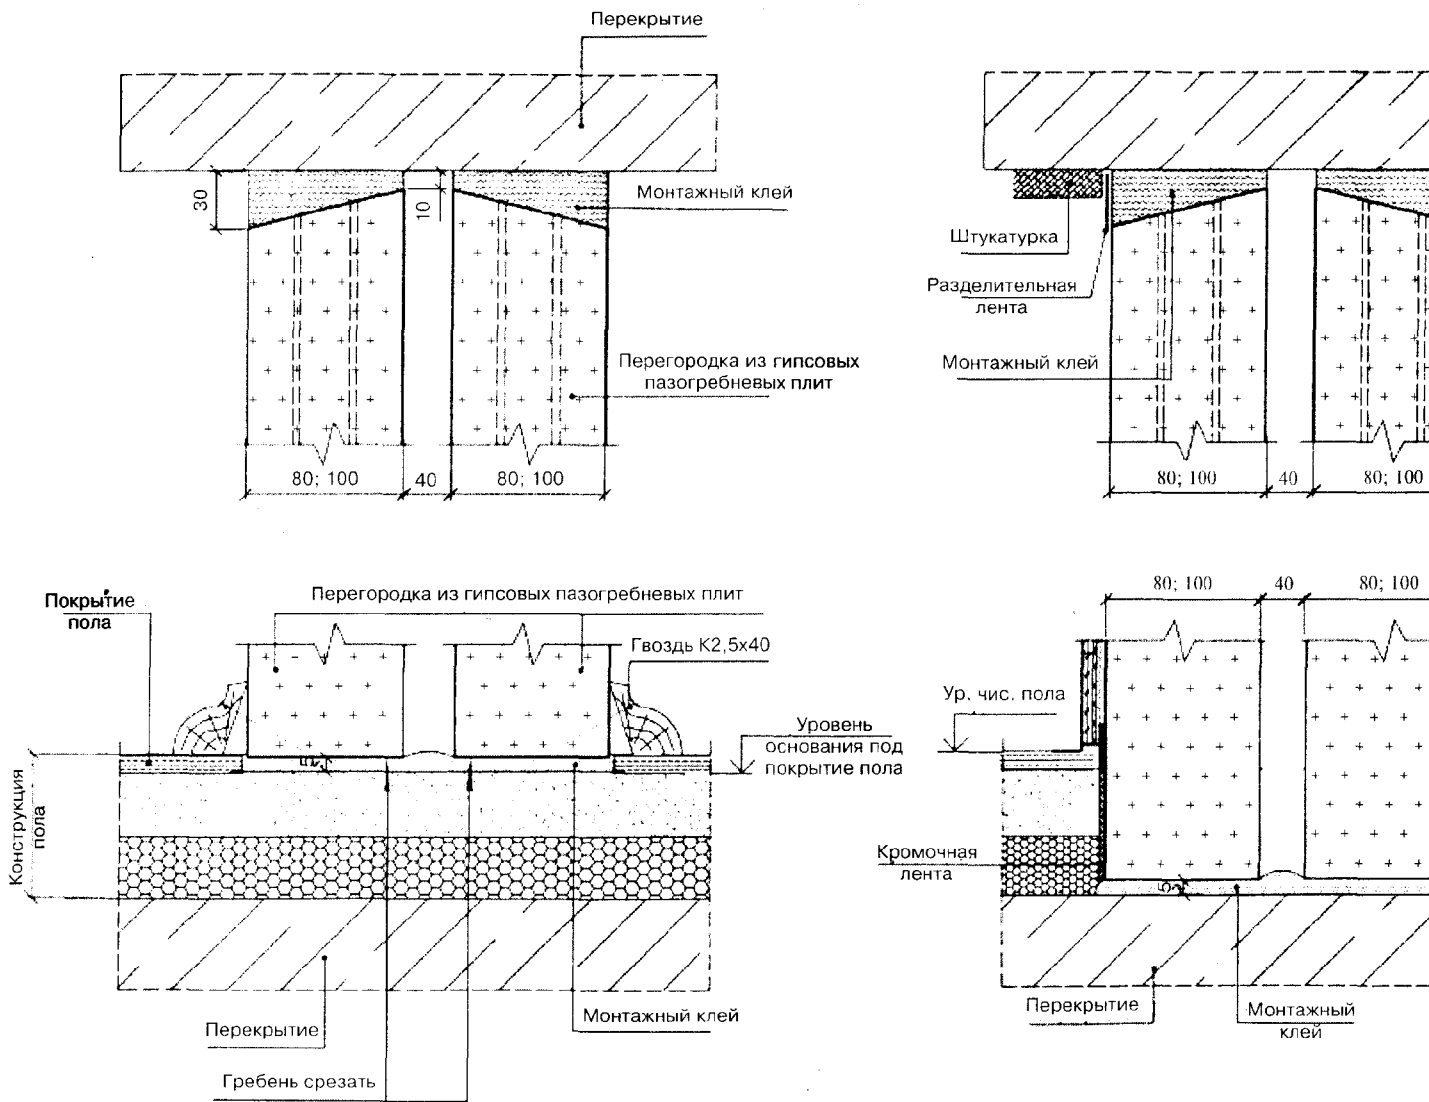 Перекрытие
30
10
Монтажный клей
Перегородка из гипсовых
пазогребневых плит
80; 100
40
80; 100
Штукатурка
Разделительная
лента
Монтажный клей
80; 100
40
80; 100
Покрытие
пола
Перегородка из гипсовых пазогребневых плит
Гвоздь К2,5х40
Уровень
основания под
покрытие пола
Конструкция
пола
5
Перекрытие
Монтажный клей
Гребень срезать
80; 100
40
80; 100
Ур. чис. пола
Кромочная
лента
5
Перекрытие
Монтажный
клей